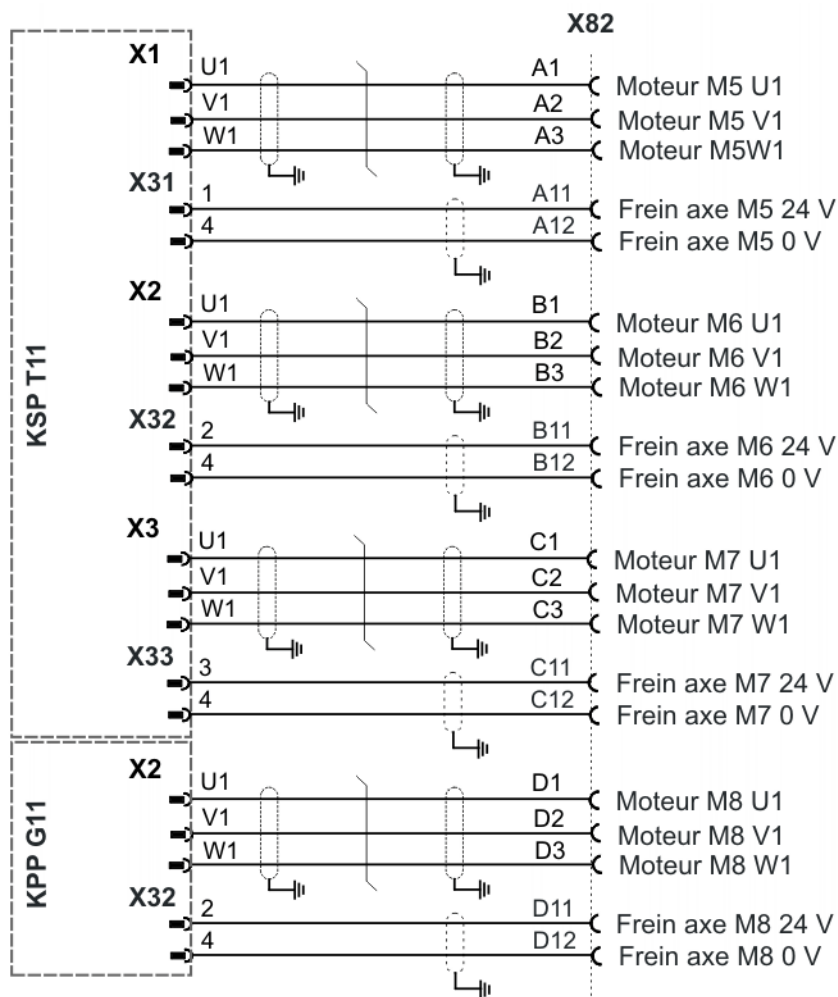 X82
KSP T11
X1
U1 A1 Moteur M5 U1
V1 A2 Moteur M5 V1
W1 A3 Moteur M5W1
X31
1 A11 Frein axe M5 24 V
4 A12 Frein axe M5 0 V
X2
U1 B1 Moteur M6 U1
V1 B2 Moteur M6 V1
W1 B3 Moteur M6 W1
X32
2 B11 Frein axe M6 24 V
4 B12 Frein axe M6 0 V
X3
U1 C1 Moteur M7 U1
V1 C2 Moteur M7 V1
W1 C3 Moteur M7 W1
X33
3 C11 Frein axe M7 24 V
4 C12 Frein axe M7 0 V
KPP G11
X2
U1 D1 Moteur M8 U1
V1 D2 Moteur M8 V1
W1 D3 Moteur M8 W1
X32
2 D11 Frein axe M8 24 V
4 D12 Frein axe M8 0 V